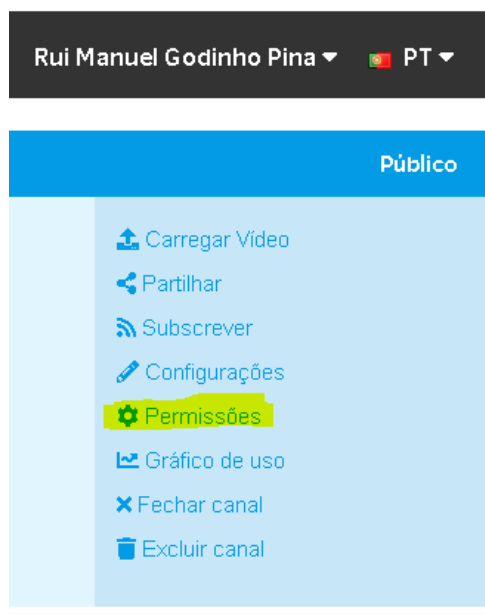 Rui Manuel Godinho Pina PT
Público
Carregar Vídeo
Partilhar
Subscrever
Configurações
Permissões
Gráfico de uso
Fechar canal
Excluir canal